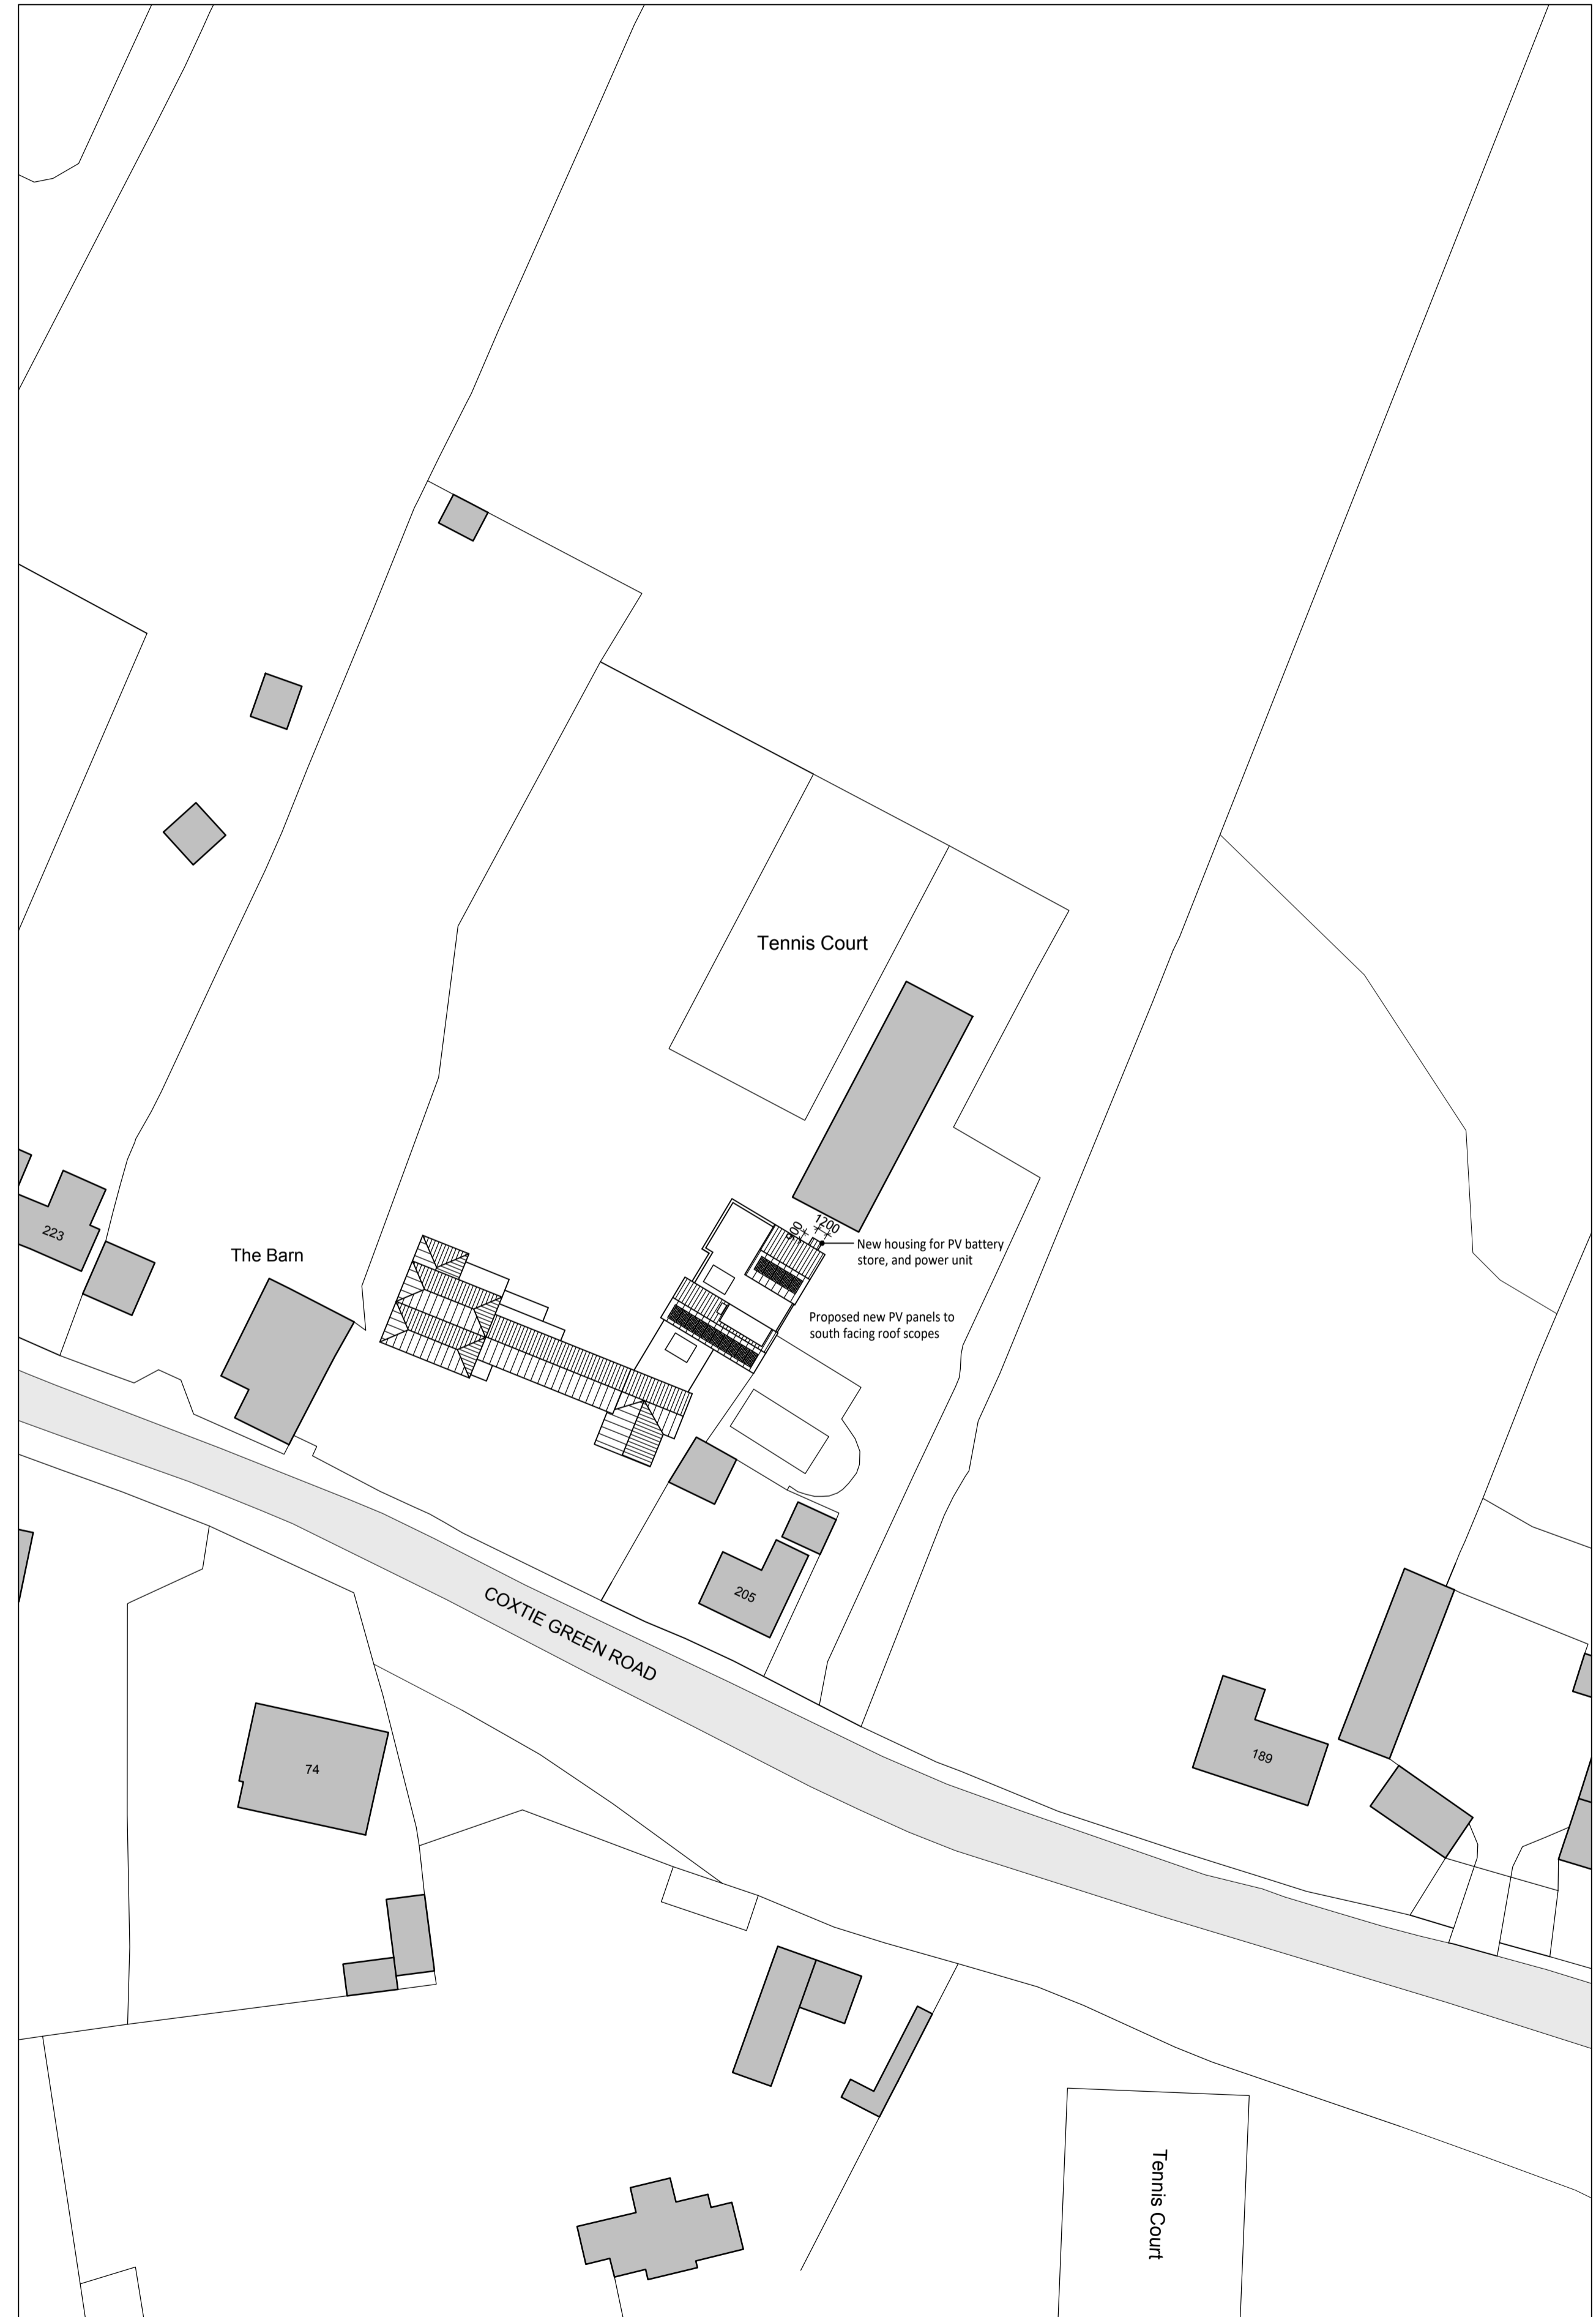 Tennis Court
1200
900
New housing for PV battery
store, and power unit
223
The Barn
Proposed new PV panels to
south facing roof scopes
205
COXTIE GREEN ROAD
189
74
Tennis Court